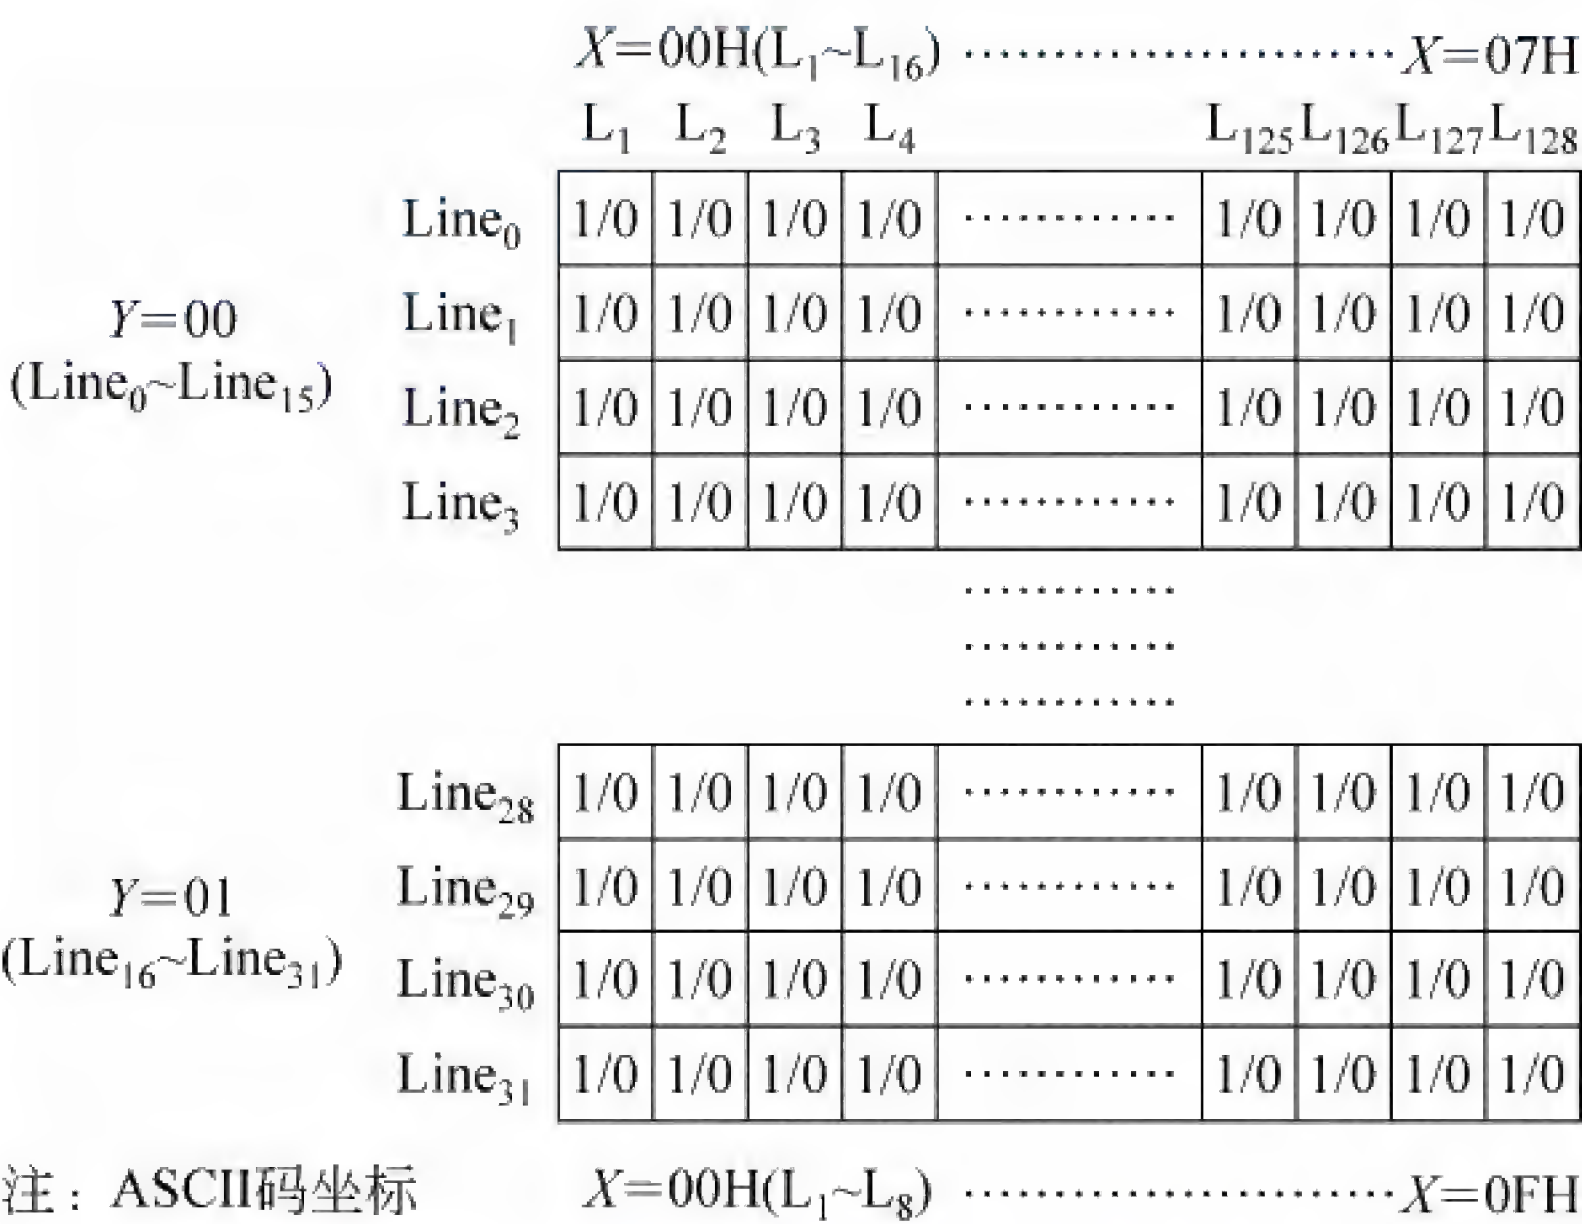 X=00H(L1~L16) ························ X=07H
L1 L2 L3 L4 L125 L126 L127 L128
Line0 1/0 1/0 1/0 1/0 ············ 1/0 1/0 1/0 1/0
Y=00
Line1 1/0 1/0 1/0 1/0 ············ 1/0 1/0 1/0 1/0
(Line0~Line15)
Line2 1/0 1/0 1/0 1/0 ············ 1/0 1/0 1/0 1/0
Line3 1/0 1/0 1/0 1/0 ············ 1/0 1/0 1/0 1/0
············
············
············
Line28 1/0 1/0 1/0 1/0 ············ 1/0 1/0 1/0 1/0
Y=01
Line29 1/0 1/0 1/0 1/0 ············ 1/0 1/0 1/0 1/0
(Line16~Line31)
Line30 1/0 1/0 1/0 1/0 ············ 1/0 1/0 1/0 1/0
Line31 1/0 1/0 1/0 1/0 ············ 1/0 1/0 1/0 1/0
注：ASCII码坐标 X=00H(L1~L8) ························ X=0FH